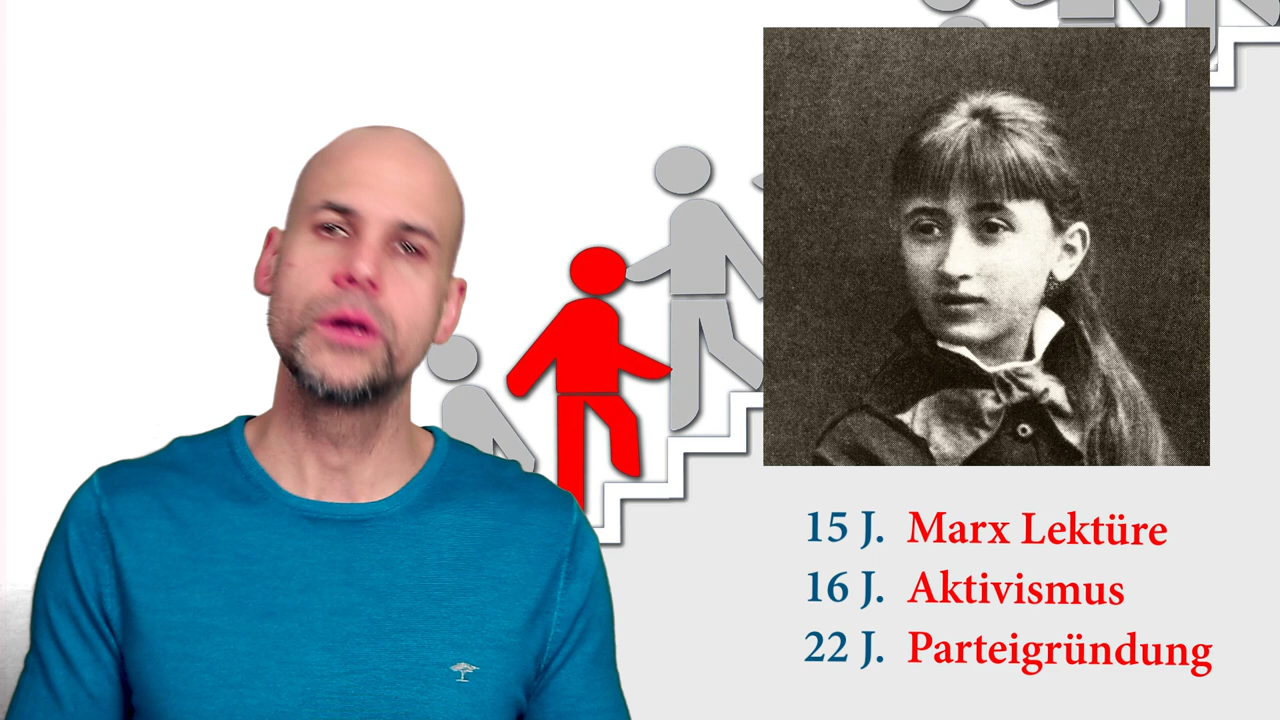 15 J. Marx Lektüre
16 J. Aktivismus
22 J. Parteigründung